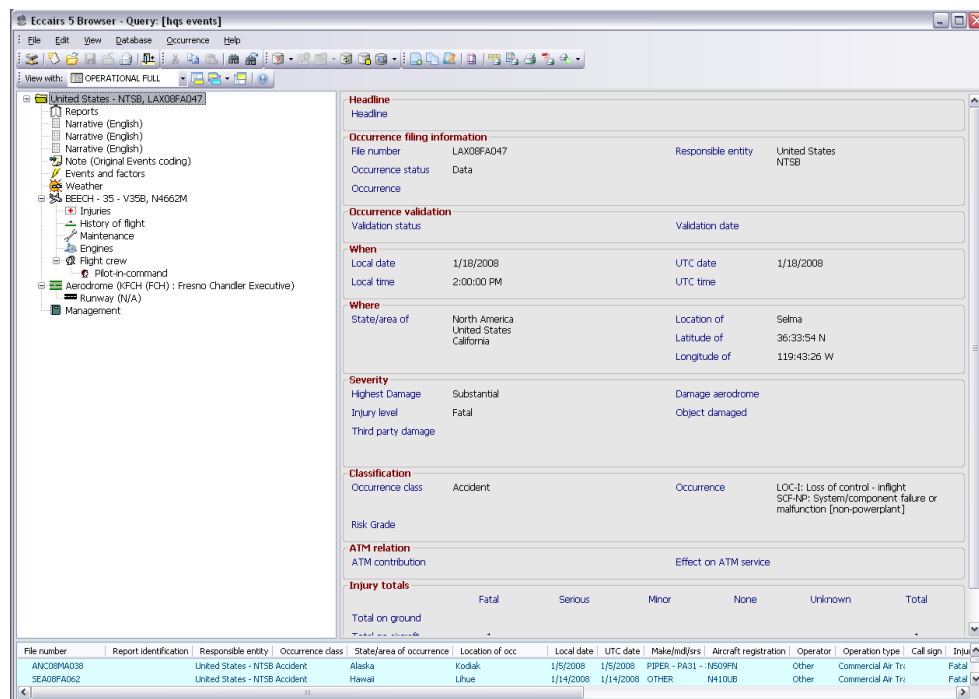 Eccairs 5 Browser - Query: [hqs events]
File Edit View Database Occurrence Help
View with: OPERATIONAL FULL
United States - NTSB, LAX08FA047
Reports
Narrative (English)
Narrative (English)
Narrative (English)
Note (Original Events coding)
Events and factors
Weather
BEECH - 35 - V35B, N4662M
Injuries
History of flight
Maintenance
Engines
Flight crew
Pilot-in-command
Aerodrome (KFCH (FCH) : Fresno Chandler Executive)
Runway (N/A)
Management
Headline
Headline
Occurrence filing information
File number LAX08FA047 Responsible entity United States
NTSB
Occurrence status Data
Occurrence
Occurrence validation
Validation status Validation date
When
Local date 1/18/2008 UTC date 1/18/2008
Local time 2:00:00 PM UTC time
Where
State/area of North America Location of Selma
United States
California
Latitude of 36:33:54 N
Longitude of 119:43:26 W
Severity
Highest Damage Substantial Damage aerodrome
Injury level Fatal Object damaged
Third party damage
Classification
Occurrence class Accident Occurrence LOC-I: Loss of control - inflight
SCF-NP: System/component failure or
malfunction [non-powerplant]
Risk Grade
ATM relation
ATM contribution Effect on ATM service
Injury totals
Fatal Serious Minor None Unknown Total
Total on ground
File number Report identification Responsible entity Occurrence class State/area of occurrence Location of occ Local date UTC date Make/mdl/srs Aircraft registration Operator Operation type Call sign Inju
ANC08MA038 United States - NTSB Accident Alaska Kodiak 1/5/2008 1/5/2008 PIPER - PA31 - N509FN Other Commercial Air Tra Fatal
SEA08FA062 United States - NTSB Accident Hawaii Lihue 1/14/2008 1/14/2008 OTHER N410UB Other Commercial Air Tra Fatal